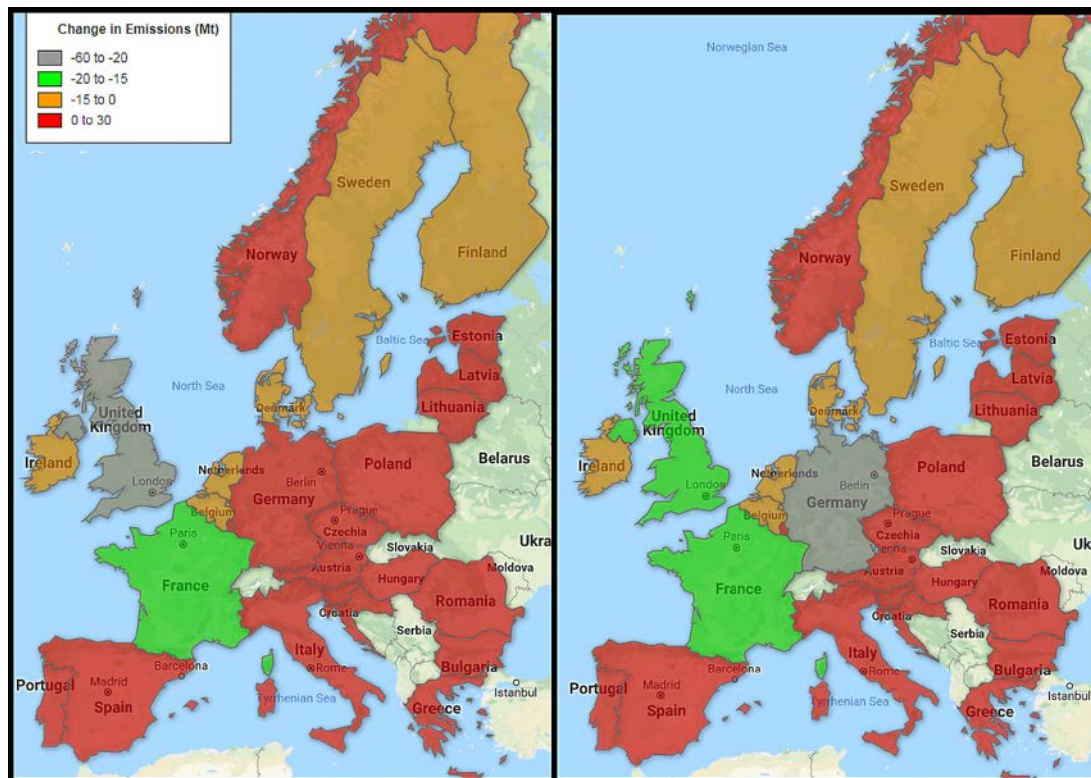 Change in Emissions (Mt)
-60 to -20
-20 to -15
-15 to 0
0 to 30
Sweden
Finland
Norway
Estonia
Baltic Sea
Latvia
North Sea
Lithuania
Denmark
United
Kingdom
Ireland
Netherlands
London
Berlin
Poland
Belarus
Germany
Belgium
Prague
Paris
Czechia
Ukra
Vienna
Slovakia
Austria
Moldova
France
Hungary
Romania
Croatia
Serbia
Italy
Barcelona
Rome
Bulgaria
Portugal
Madrid
Istanbul
Spain
Tyrrhenian Sea
Greece
Norwegian Sea
Sweden
Finland
Norway
Estonia
Baltic Sea
Latvia
North Sea
Lithuania
Denmark
United
Kingdom
Ireland
Netherlands
London
Berlin
Poland
Belarus
Germany
Belgium
Prague
Paris
Czechia
Ukra
Vienna
Slovakia
Austria
Moldova
France
Hungary
Romania
Croatia
Serbia
Italy
Barcelona
Rome
Bulgaria
Portugal
Madrid
Istanbul
Spain
Tyrrhenian Sea
Greece